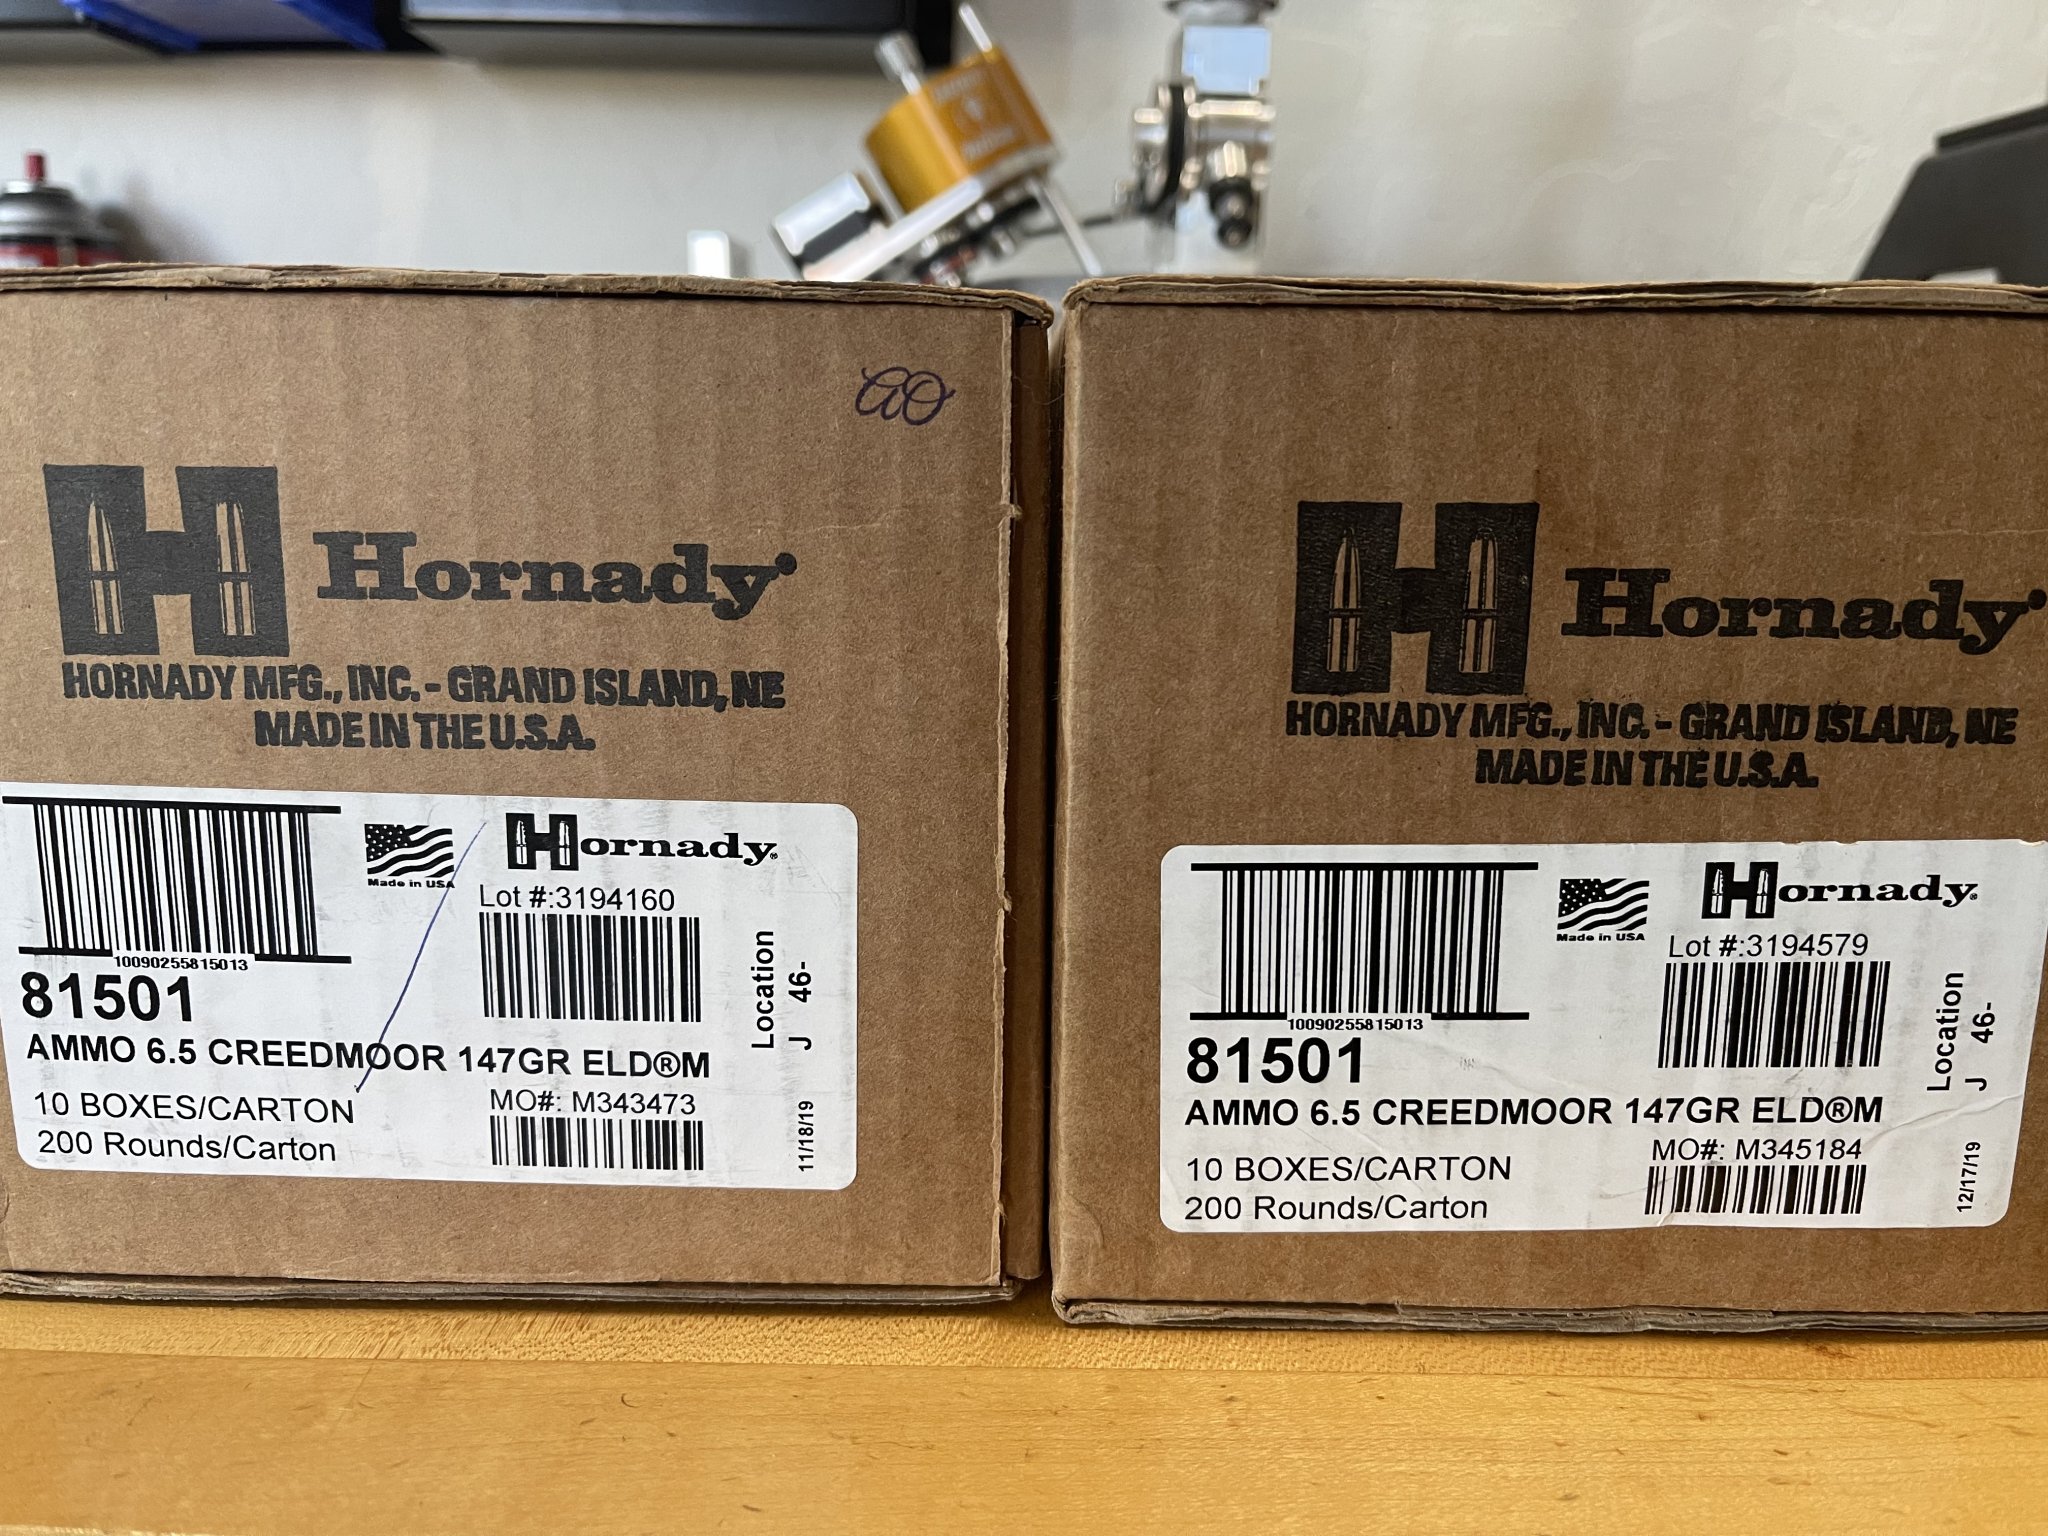 Hornady
HORNADY MFG., INC. - GRAND ISLAND, NE
MADE IN THE U.S.A.
Made in USA
Hornady®
Lot #:3194160
10090255815013
81501
AMMO 6.5 CREEDMOOR 147GR ELD®M
10 BOXES/CARTON
200 Rounds/Carton
MO#: M343473
Location
J 46-
11/18/19
Hornady
HORNADY MFG., INC. - GRAND ISLAND, NE
MADE IN THE U.S.A.
Made in USA
Hornady®
Lot #:3194579
10090255815013
81501
AMMO 6.5 CREEDMOOR 147GR ELD®M
10 BOXES/CARTON
200 Rounds/Carton
MO#: M345184
Location
J 46-
12/17/19